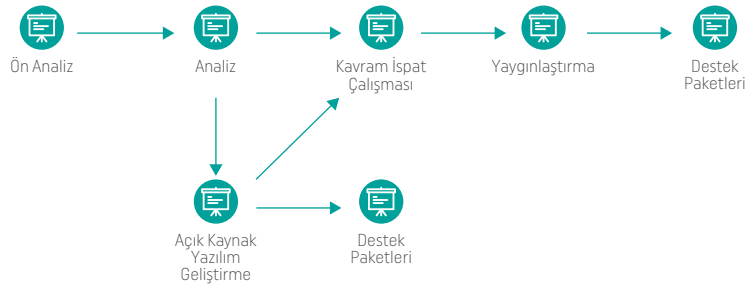 Ön Analiz
Analiz
Kavram İspat
Çalışması
Yaygınlaştırma
Destek
Paketleri
Açık Kaynak
Yazılım
Geliştirme
Destek
Paketleri